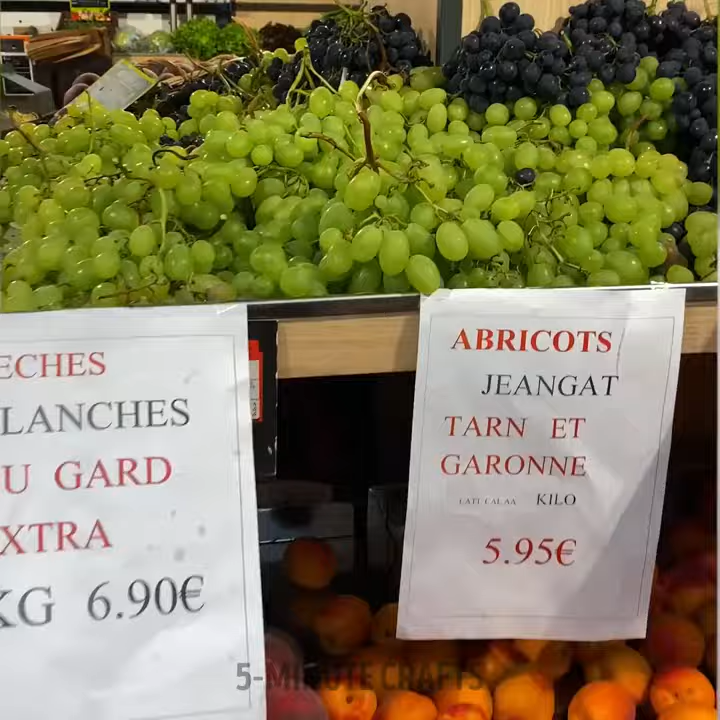 ECHES
LANCHES
U GARD
XTRA
KG 6.90€
ABRICOTS
JEANGAT
TARN ET
GARONNE
KILO
5.95€
5-MINUTE CRAFTS